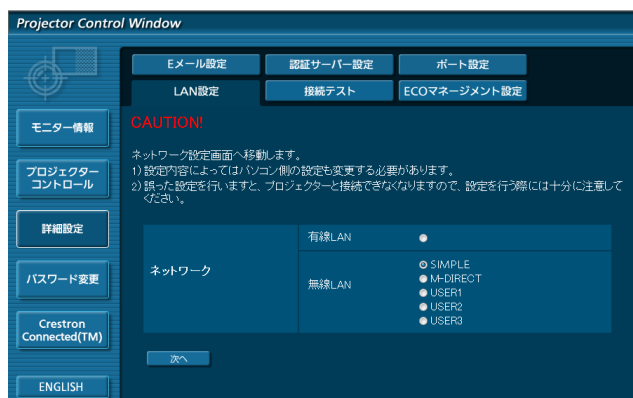 Projector Control Window
Eメール設定
認証サーバー設定
ポート設定
LAN設定
接続テスト
ECOマネージメント設定
モニター情報
プロジェクター
コントロール
詳細設定
パスワード変更
Crestron
Connected(TM)
ENGLISH
CAUTION!
ネットワーク設定画面へ移動します。
1) 設定内容によってはパソコン側の設定も変更する必要があります。
2) 誤った設定を行いますと、プロジェクターと接続できなくなりますので、設定を行う際には十分に注意して
ください。
ネットワーク
有線LAN
無線LAN
SIMPLE
M-DIRECT
USER1
USER2
USER3
次へ